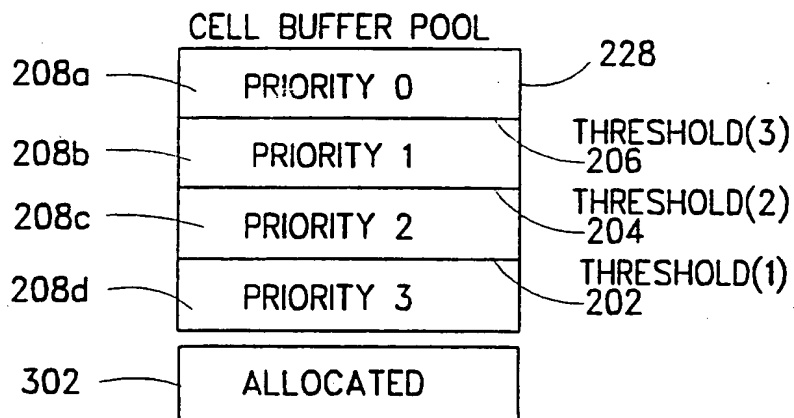 CELL BUFFER POOL
208a PRIORITY 0 228
THRESHOLD(3)
208b PRIORITY 1 206
THRESHOLD(2)
208c PRIORITY 2 204
THRESHOLD(1)
208d PRIORITY 3 202
302 ALLOCATED